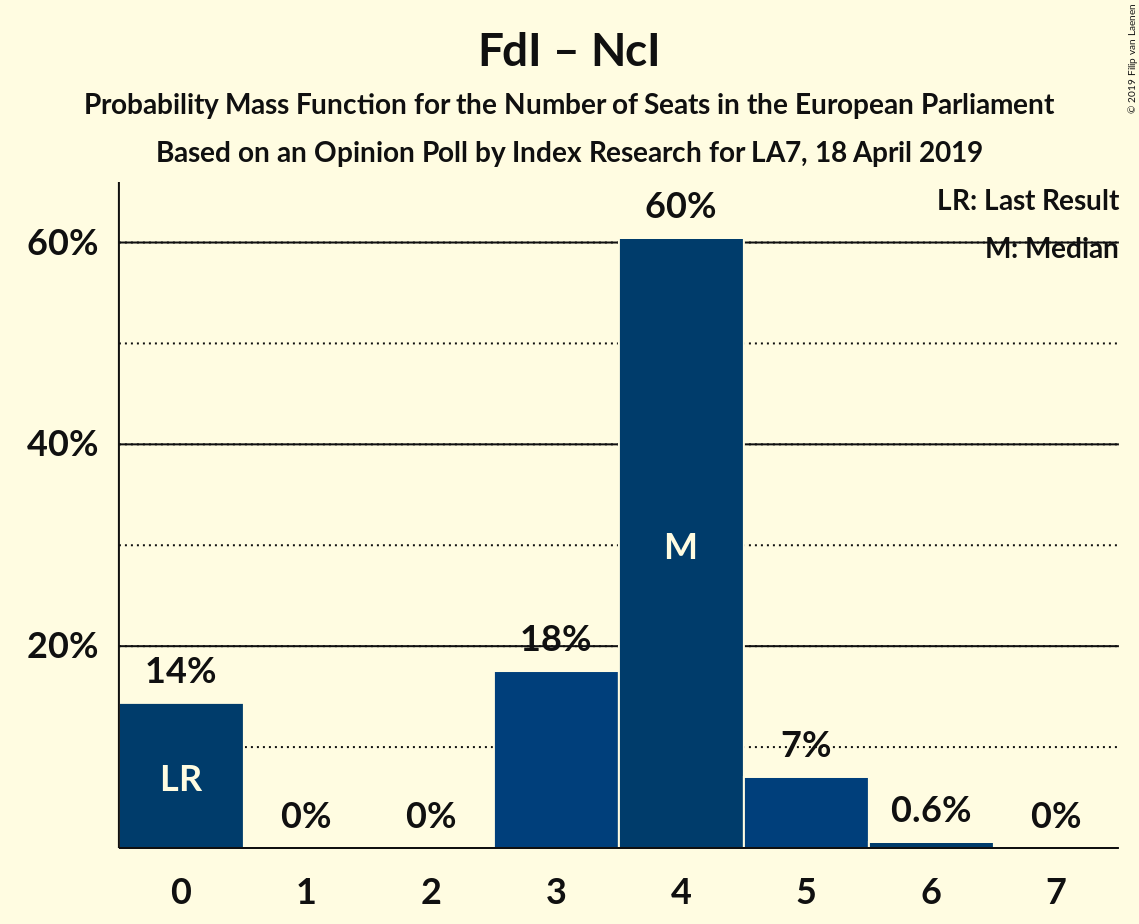 FdI – NcI
Probability Mass Function for the Number of Seats in the European Parliament
Based on an Opinion Poll by Index Research for LA7, 18 April 2019
© 2019 Filip van Laenen
LR: Last Result
M: Median
60%
40%
20%
14%
0%
0%
18%
60%
7%
0.6%
0%
LR
M
0 1 2 3 4 5 6 7